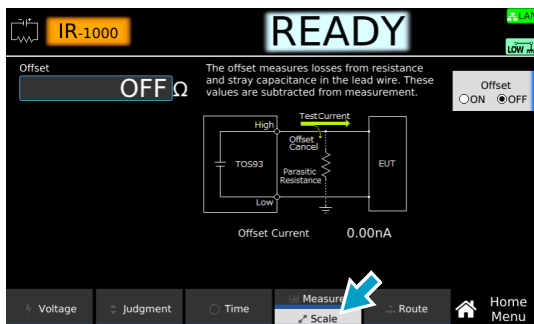 IR-1000
READY
LAN
LOW
Offset
OFF Ω
The offset measures losses from resistance
and stray capacitance in the lead wire. These
values are subtracted from measurement.
Offset
ON OFF
TestCurrent
High
Offset
Cancel
TOS93
Parasitic
Resistance
EUT
Low
Offset Current 0.00nA
Voltage
Judgment
Time
Measure
Scale
Route
Home
Menu